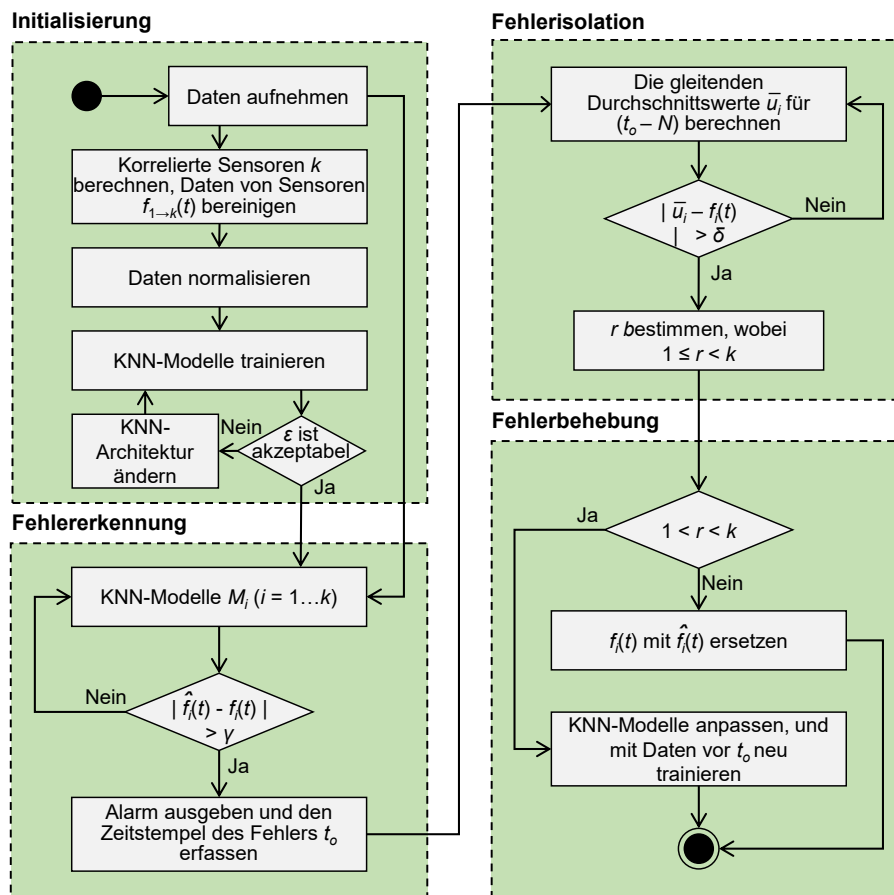 Initialisierung
Daten aufnehmen
Korrelierte Sensoren k
berechnen, Daten von Sensoren
f1→k(t) bereinigen
Daten normalisieren
KNN-Modelle trainieren
KNN-
Architektur
ändern
Nein
ε ist
akzeptabel
Ja
Fehlererkennung
KNN-Modelle Mi (i = 1…k)
Nein
| f̂i(t) - fi(t) |
> γ
Ja
Alarm ausgeben und den
Zeitstempel des Fehlers to
erfassen
Fehlerisolation
Die gleitenden
Durchschnittswerte u̅i für
(to – N) berechnen
| u̅i – fi(t)
| > δ
Nein
Ja
r bestimmen, wobei
1 ≤ r < k
Fehlerbehebung
Ja
1 < r < k
Nein
fi(t) mit f̂i(t) ersetzen
KNN-Modelle anpassen, und
mit Daten vor to neu
trainieren